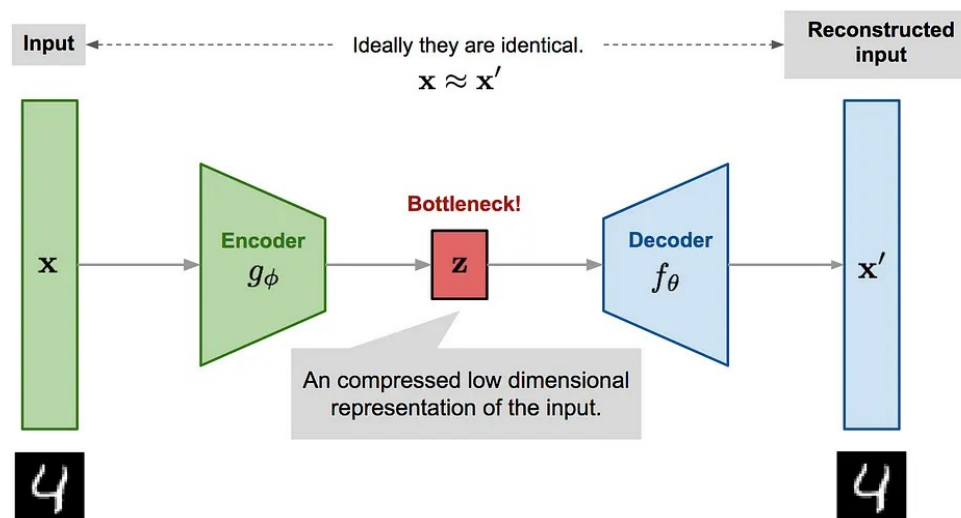 Input
Ideally they are identical.
x ≈ x′
Reconstructed
input
x
Encoder
gϕ
Bottleneck!
z
Decoder
fθ
x′
An compressed low dimensional
representation of the input.
4
4